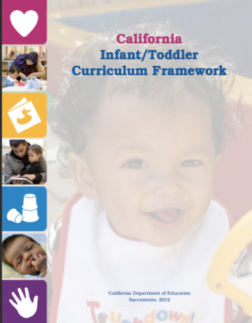 California
Infant/Toddler
Curriculum Framework
California Department of Education
Sacramento, 2012